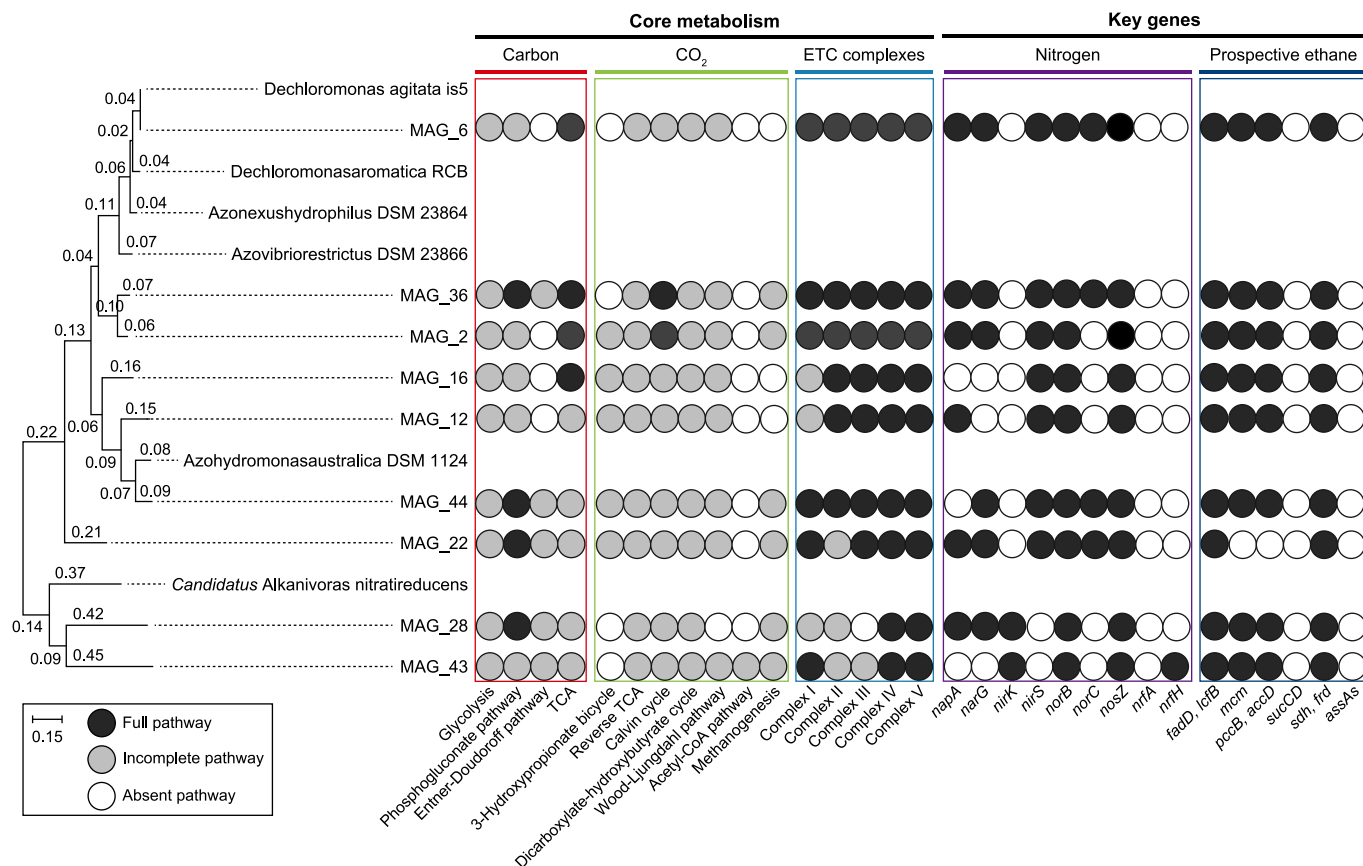 Core metabolism
Key genes
Carbon
CO2
ETC complexes
Nitrogen
Prospective ethane
Dechloromonas agitata is5
MAG_6
Dechloromonasaromatica RCB
Azonexushydrophilus DSM 23864
Azovibriorestrictus DSM 23866
MAG_36
MAG_2
MAG_16
MAG_12
Azohydromonasaustralica DSM 1124
MAG_44
MAG_22
Candidatus Alkanivoras nitratireducens
MAG_28
MAG_43
0.04
0.02
0.06
0.04
0.04
0.11
0.07
0.04
0.07
0.10
0.06
0.13
0.16
0.15
0.06
0.22
0.09
0.08
0.07
0.09
0.21
0.37
0.42
0.14
0.09
0.45
Glycolysis
Phosphogluconate pathway
Entner-Doudoroff pathway
TCA
3-Hydroxypropionate bicycle
Reverse TCA
Calvin cycle
Dicarboxylate-hydroxybutyrate cycle
Wood-Ljungdahl pathway
Acetyl-CoA pathway
Methanogenesis
Complex I
Complex II
Complex III
Complex IV
Complex V
napA
narG
nirK
nirS
norB
norC
nosZ
nrfA
nrfH
fadD, lcfB
mcm
pccB, accD
sucCD
sdh, frd
assAs
0.15
Full pathway
Incomplete pathway
Absent pathway